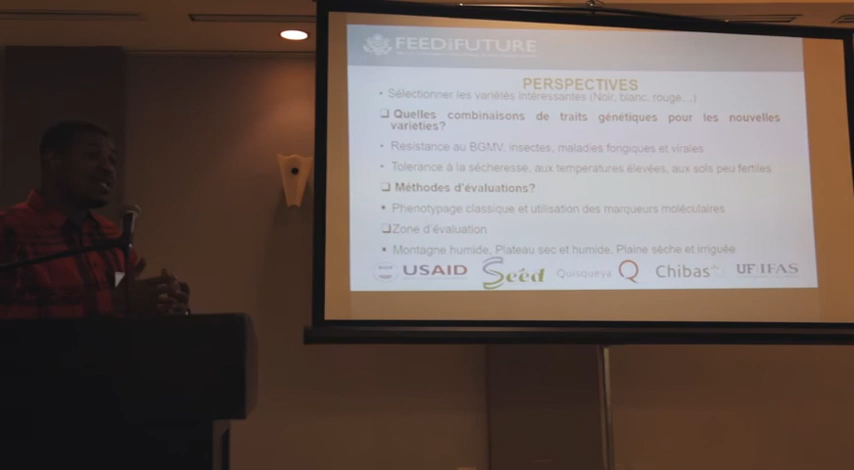 FEED THE FUTURE
PERSPECTIVES
• Sélectionner les variétés intéressantes (Noir, blanc, rouge…)
❑ Quelles combinaisons de traits génétiques pour les nouvelles
varieties?
• Résistance au BGMV, insectes, maladies fongiques et virales
• Tolérance à la sécheresse, aux temperatures élevées, aux sols peu fertiles
❑ Méthodes d'évaluations?
▪ Phenotypage classique et utilisation des marqueurs moléculaires
❑Zone d'évaluation
▪ Montagne humide, Plateau sec et humide, Plaine sèche et irriguée
USAID Seed Quisqueya Q Chibas UF IFAS